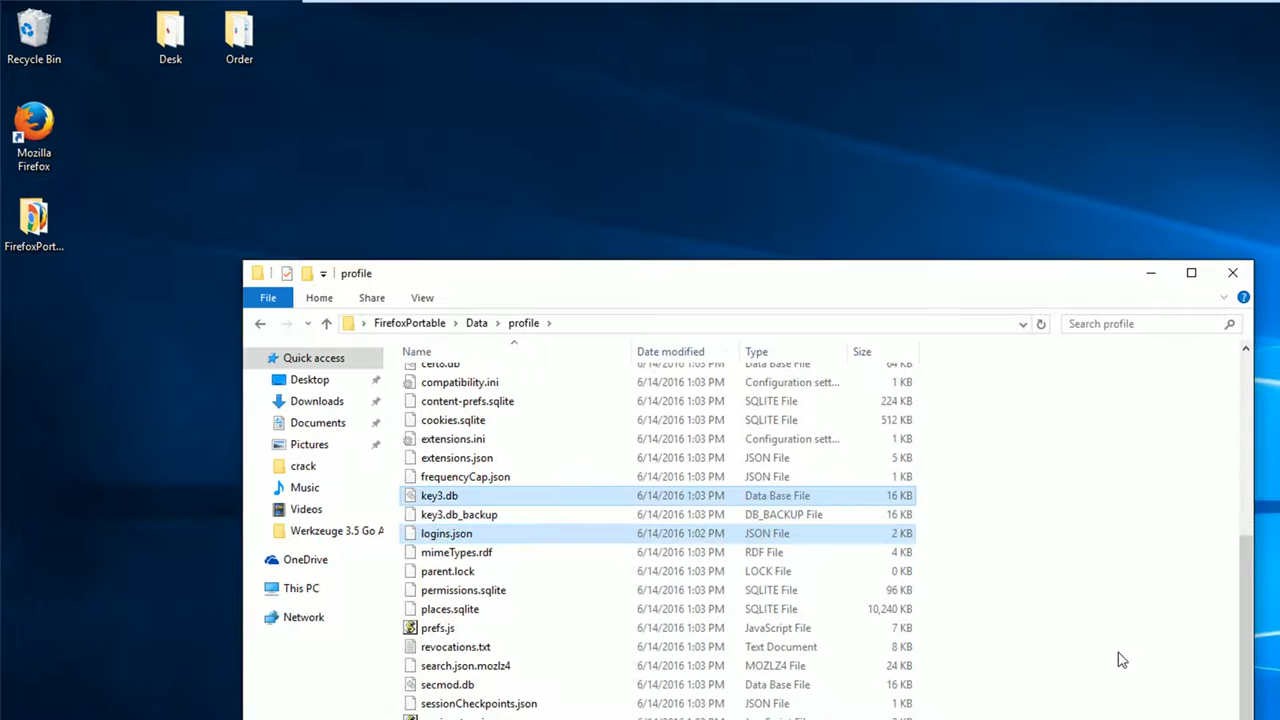 Recycle Bin
Desk
Order
Mozilla
Firefox
FirefoxPort...
profile
File Home Share View
FirefoxPortable Data profile
Search profile
Quick access
Desktop
Downloads
Documents
Pictures
crack
Music
Videos
Werkzeuge 3.5 Go A
OneDrive
This PC
Network
Name Date modified Type Size
cert8.db 6/14/2016 1:03 PM Data Base File 64 KB
compatibility.ini 6/14/2016 1:03 PM Configuration sett... 1 KB
content-prefs.sqlite 6/14/2016 1:03 PM SQLITE File 224 KB
cookies.sqlite 6/14/2016 1:03 PM SQLITE File 512 KB
extensions.ini 6/14/2016 1:03 PM Configuration sett... 1 KB
extensions.json 6/14/2016 1:03 PM JSON File 5 KB
frequencyCap.json 6/14/2016 1:03 PM JSON File 1 KB
key3.db 6/14/2016 1:03 PM Data Base File 16 KB
key3.db_backup 6/14/2016 1:03 PM DB_BACKUP File 16 KB
logins.json 6/14/2016 1:02 PM JSON File 2 KB
mimeTypes.rdf 6/14/2016 1:03 PM RDF File 4 KB
parent.lock 6/14/2016 1:03 PM LOCK File 0 KB
permissions.sqlite 6/14/2016 1:03 PM SQLITE File 96 KB
places.sqlite 6/14/2016 1:03 PM SQLITE File 10,240 KB
prefs.js 6/14/2016 1:03 PM JavaScript File 7 KB
revocations.txt 6/14/2016 1:03 PM Text Document 8 KB
search.json.mozlz4 6/14/2016 1:03 PM MOZLZ4 File 24 KB
secmod.db 6/14/2016 1:03 PM Data Base File 16 KB
sessionCheckpoints.json 6/14/2016 1:03 PM JSON File 1 KB